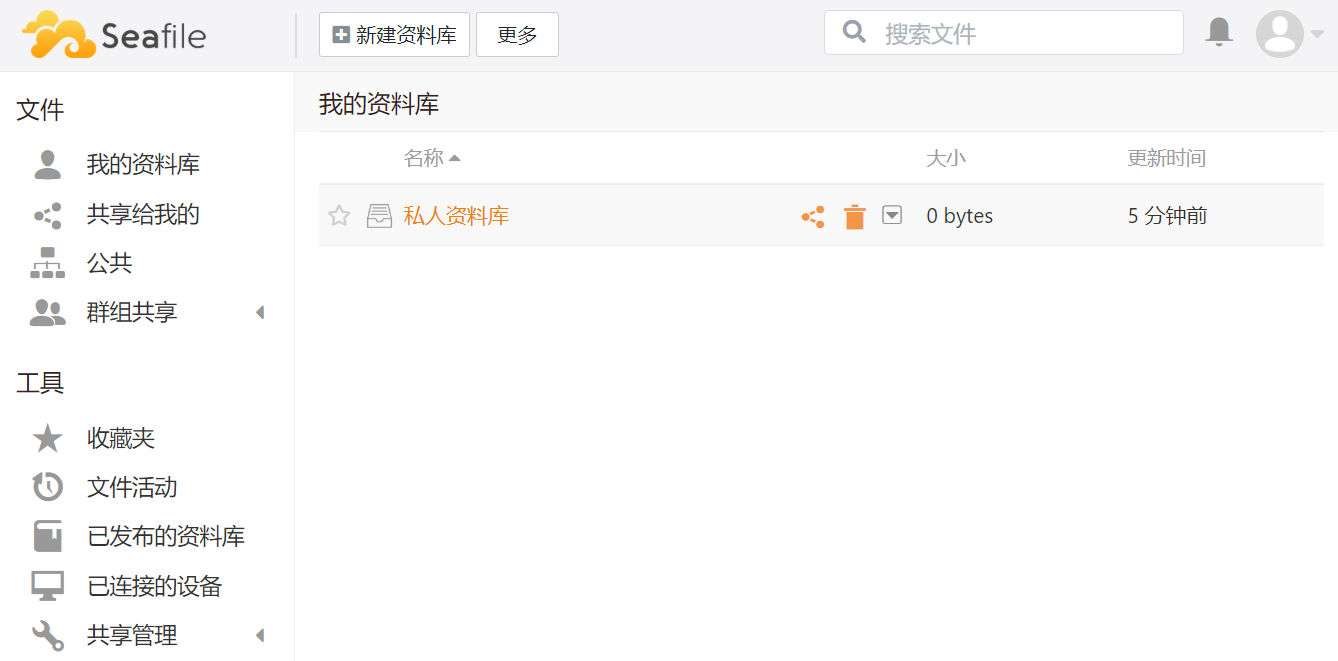 Seafile
新建资料库
更多
搜索文件
文件
我的资料库
共享给我的
公共
群组共享
工具
收藏夹
文件活动
已发布的资料库
已连接的设备
共享管理
我的资料库
名称 大小 更新时间
私人资料库 0 bytes 5 分钟前